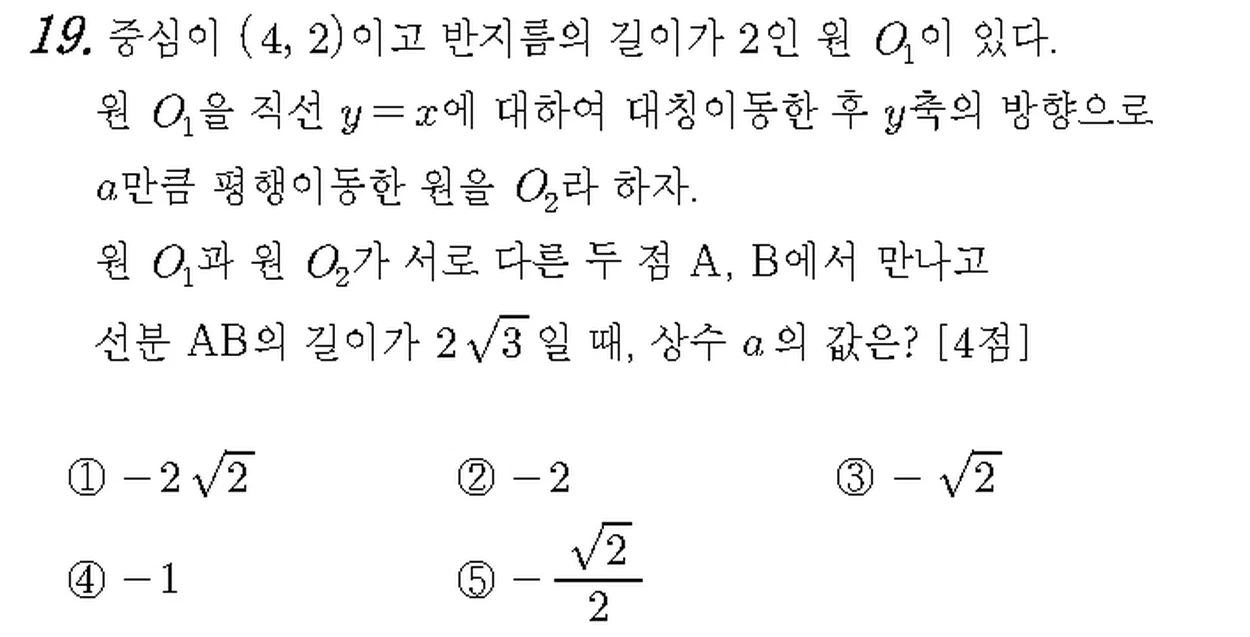 19. 중심이 (4, 2)이고 반지름의 길이가 2인 원 O₁이 있다.
원 O₁을 직선 y=x에 대하여 대칭이동한 후 y축의 방향으로
a만큼 평행이동한 원을 O₂라 하자.
원 O₁과 원 O₂가 서로 다른 두 점 A, B에서 만나고
선분 AB의 길이가 2√3 일 때, 상수 a의 값은? [4점]
① −2√2 ② −2 ③ −√2
④ −1 ⑤ −√2/2